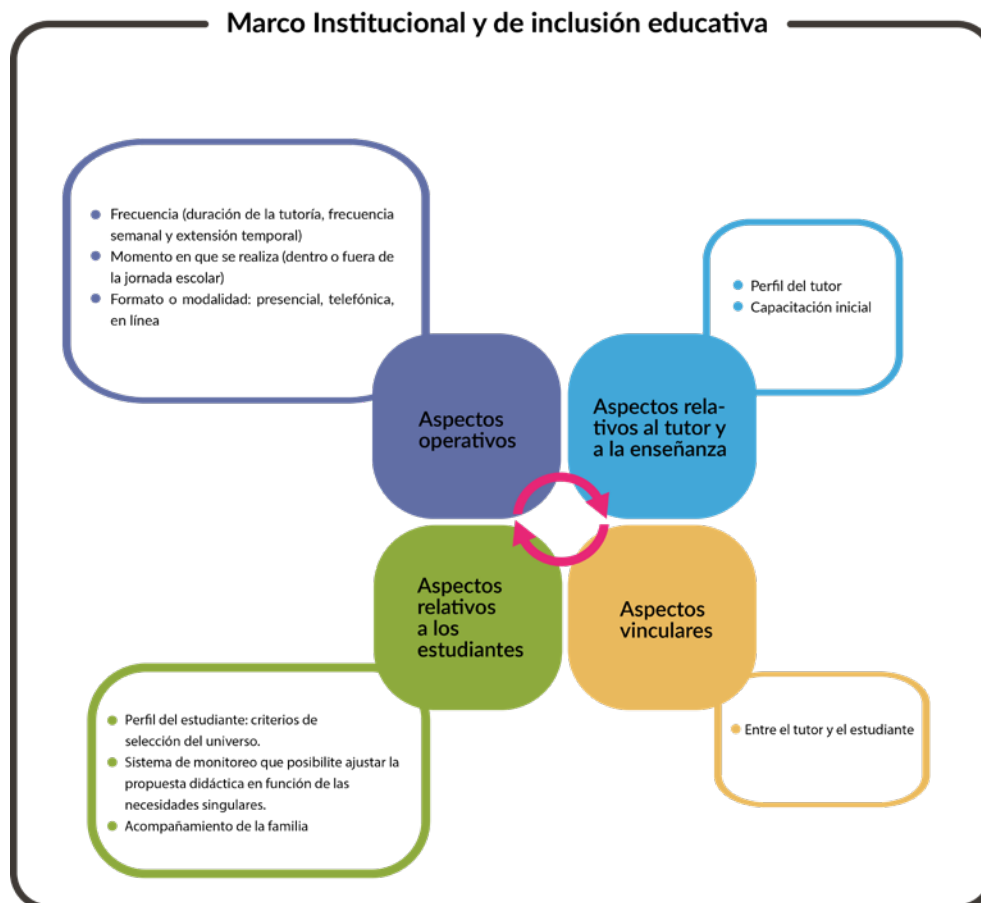 Marco Institucional y de inclusión educativa
Frecuencia (duración de la tutoría, frecuencia
semanal y extensión temporal)
Momento en que se realiza (dentro o fuera de
la jornada escolar)
Formato o modalidad: presencial, telefónica,
en línea
Perfil del tutor
Capacitación inicial
Aspectos
operativos
Aspectos rela-
tivos al tutor y
a la enseñanza
Aspectos
relativos
a los
estudiantes
Aspectos
vinculares
Perfil del estudiante: criterios de
selección del universo.
Sistema de monitoreo que posibilite ajustar la
propuesta didáctica en función de las
necesidades singulares.
Acompañamiento de la familia
Entre el tutor y el estudiante